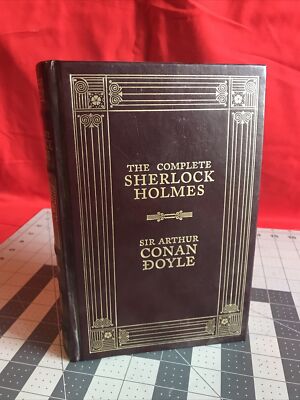 THE COMPLETE
SHERLOCK
HOLMES
SIR ARTHUR
CONAN
DOYLE